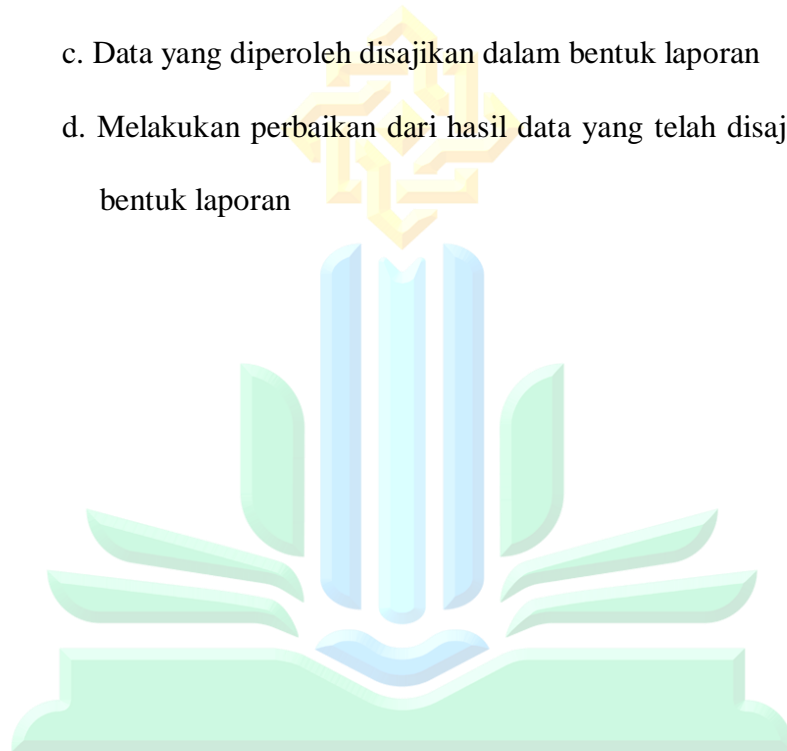 c. Data yang diperoleh disajikan dalam bentuk laporan
d. Melakukan perbaikan dari hasil data yang telah disaj
bentuk laporan